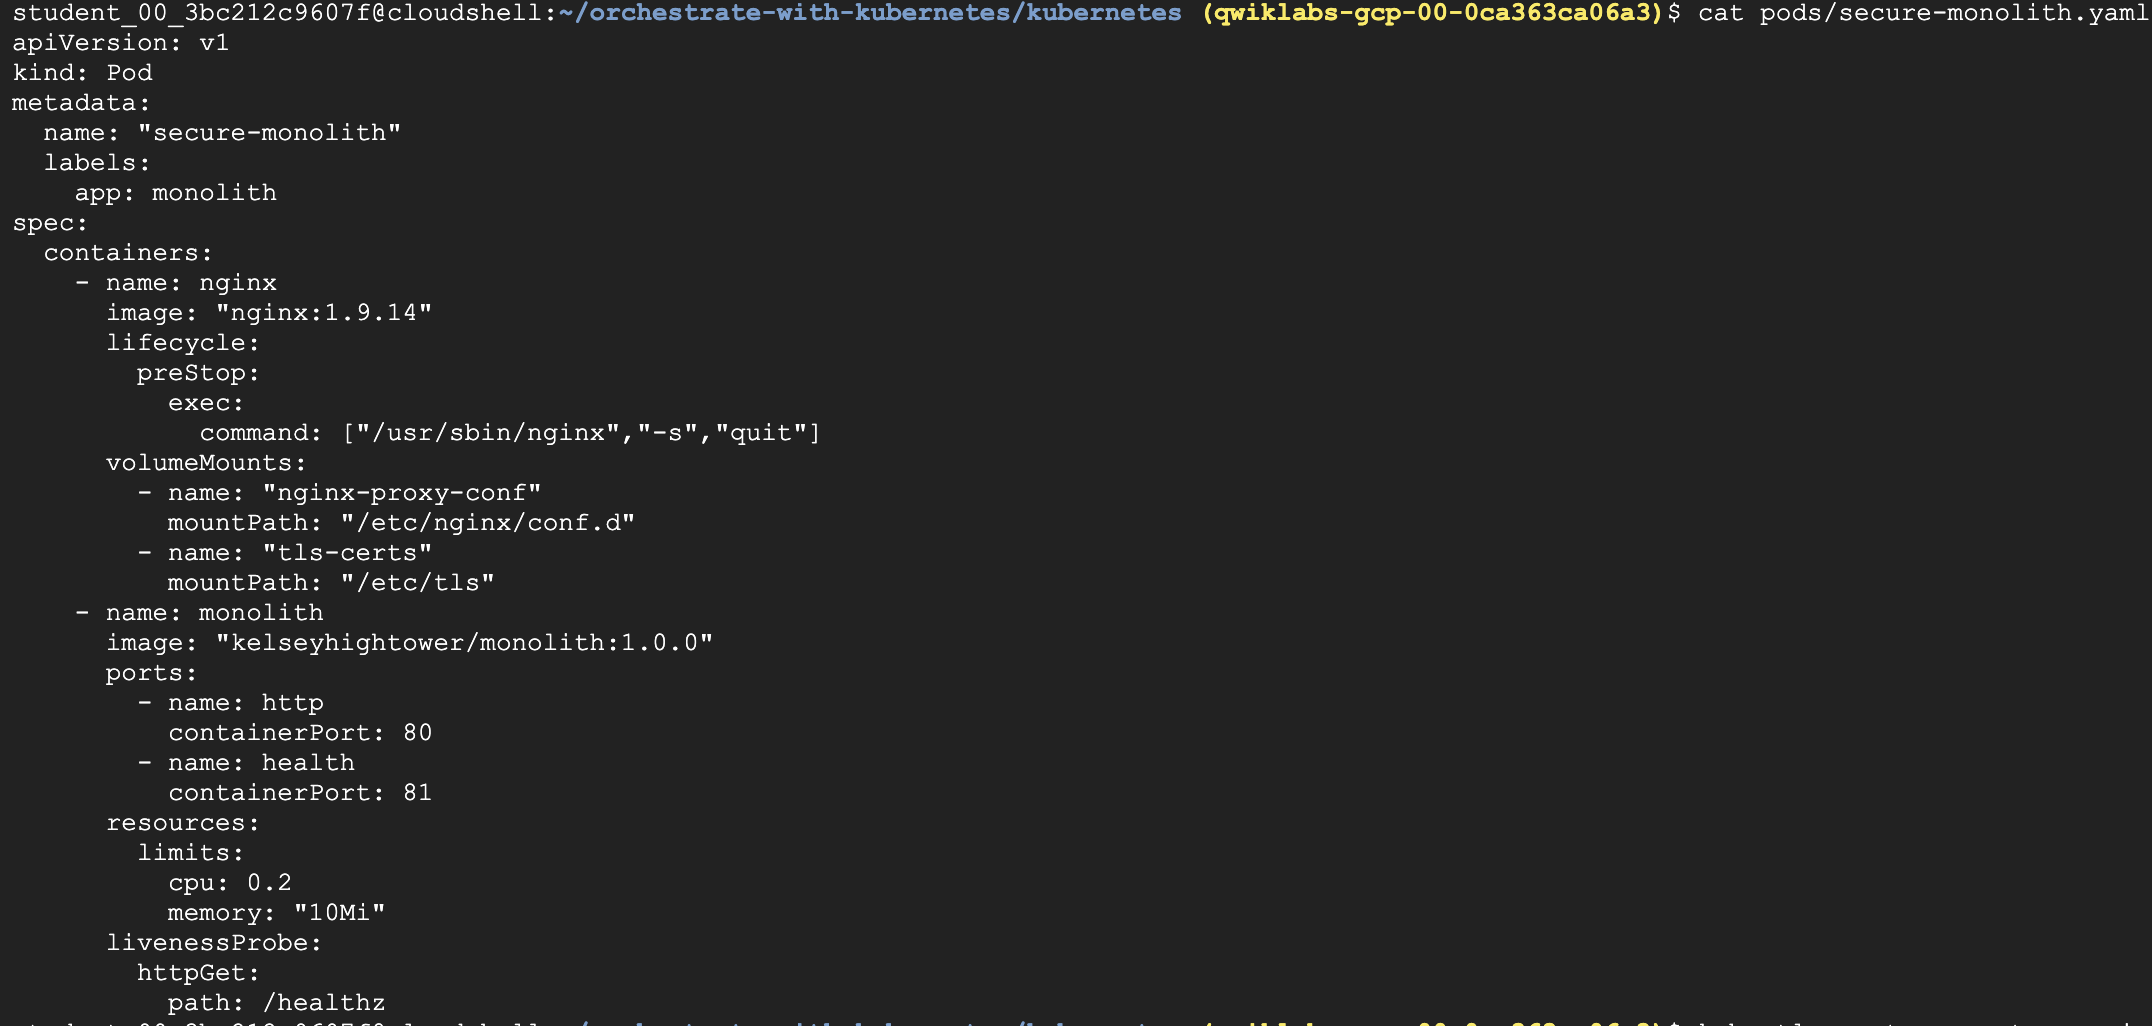 student_00_3bc212c9607f@cloudshell:~/orchestrate-with-kubernetes/kubernetes (qwiklabs-gcp-00-0ca363ca06a3)$ cat pods/secure-monolith.yaml
apiVersion: v1
kind: Pod
metadata:
  name: "secure-monolith"
  labels:
    app: monolith
spec:
  containers:
    - name: nginx
      image: "nginx:1.9.14"
      lifecycle:
        preStop:
          exec:
            command: ["/usr/sbin/nginx","-s","quit"]
      volumeMounts:
        - name: "nginx-proxy-conf"
          mountPath: "/etc/nginx/conf.d"
        - name: "tls-certs"
          mountPath: "/etc/tls"
    - name: monolith
      image: "kelseyhightower/monolith:1.0.0"
      ports:
        - name: http
          containerPort: 80
        - name: health
          containerPort: 81
      resources:
        limits:
          cpu: 0.2
          memory: "10Mi"
      livenessProbe:
        httpGet:
          path: /healthz